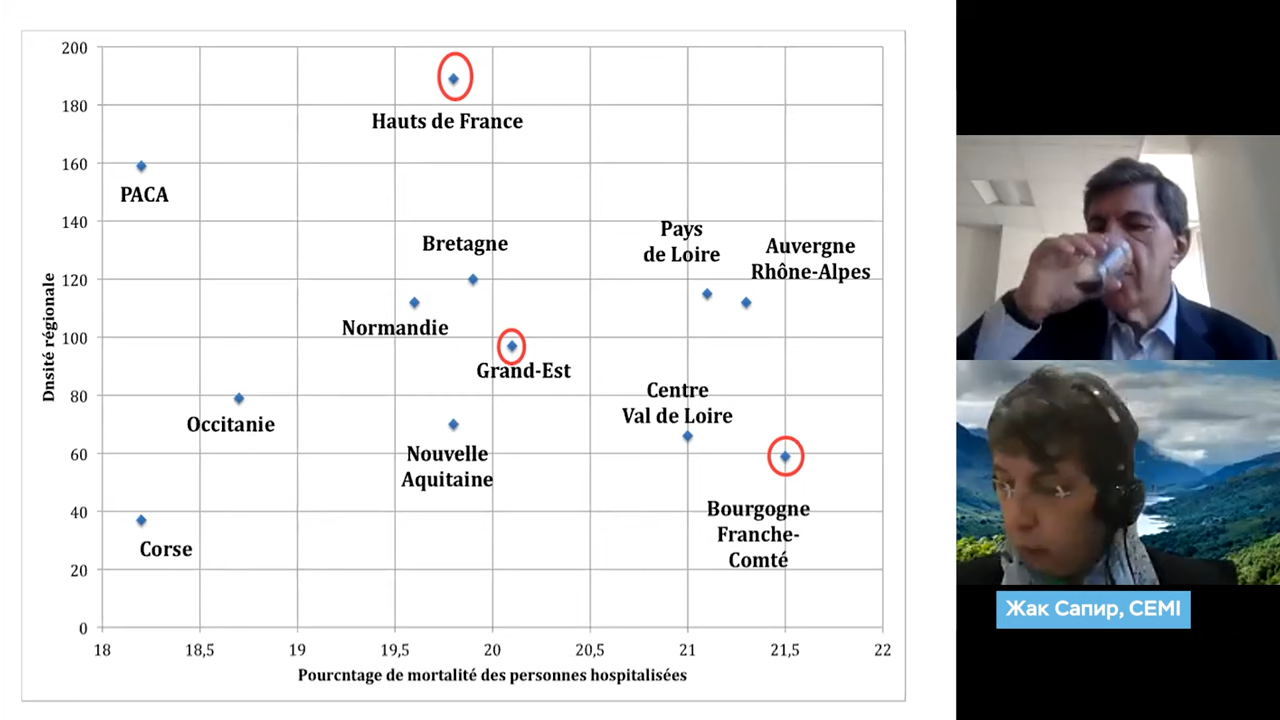 200
180
160
140
120
100
80
60
40
20
0
Dnsité régionale
Hauts de France
PACA
Bretagne
Pays
de Loire
Auvergne
Rhône-Alpes
Normandie
Grand-Est
Centre
Val de Loire
Occitanie
Nouvelle
Aquitaine
Bourgogne
Franche-
Comté
Corse
18 18,5 19 19,5 20 20,5 21 21,5 22
Pourcntage de mortalité des personnes hospitalisées
Жак Сапир, CEMI